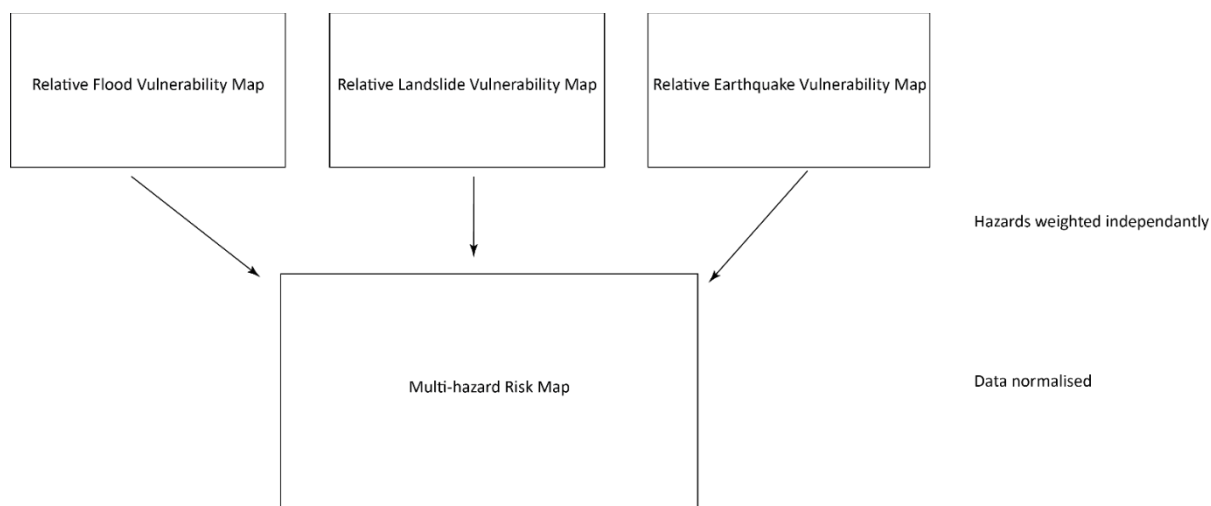 Relative Flood Vulnerability Map
Relative Landslide Vulnerability Map
Relative Earthquake Vulnerability Map
Hazards weighted independantly
Multi-hazard Risk Map
Data normalised